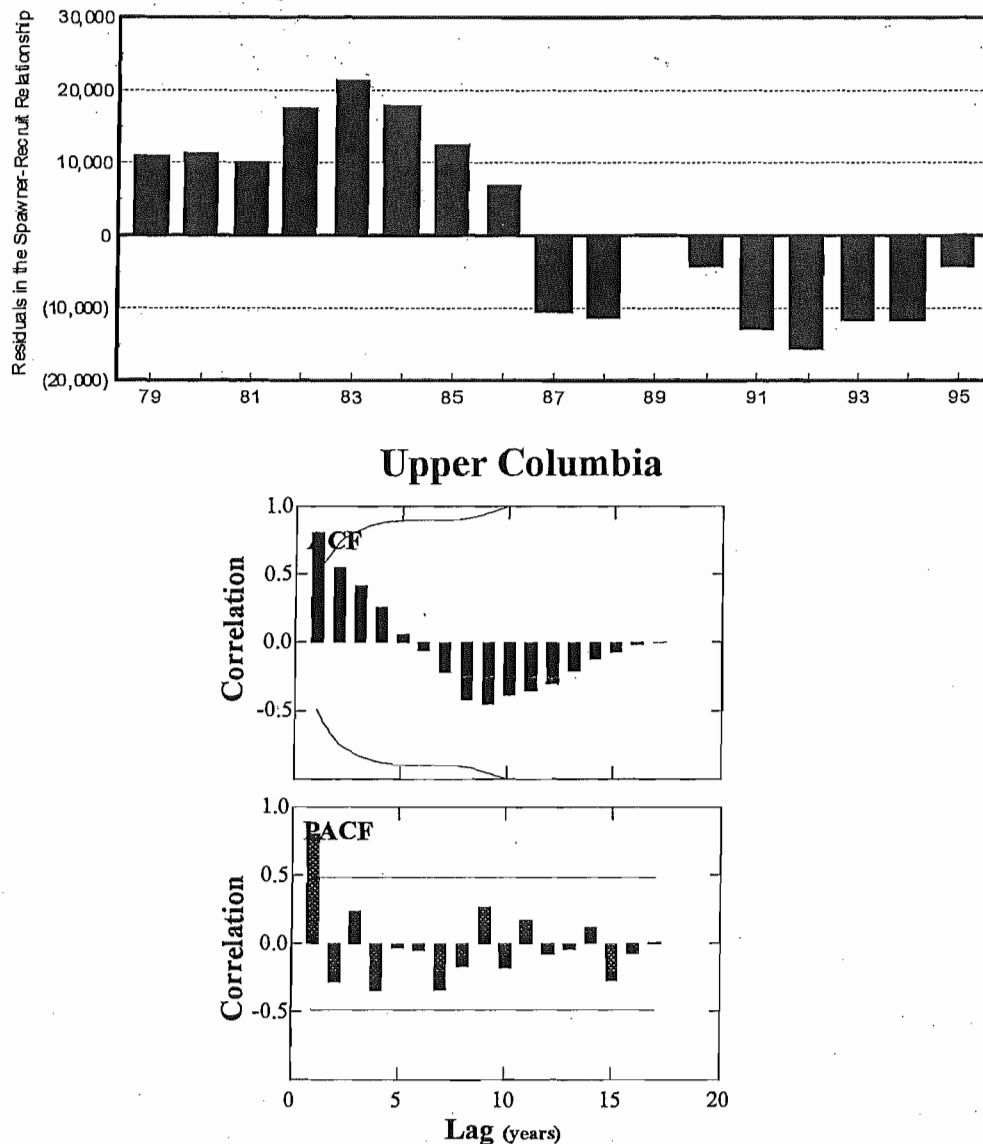 30,000
20,000
10,000
0
(10,000)
(20,000)
Residuals in the Spawner-Recruit Relationship
79 81 83 85 87 89 91 93 95
Upper Columbia
1.0
0.5
0.0
-0.5
Correlation
ACF
1.0
0.5
0.0
-0.5
Correlation
PACF
0 5 10 15 20
Lag (years)